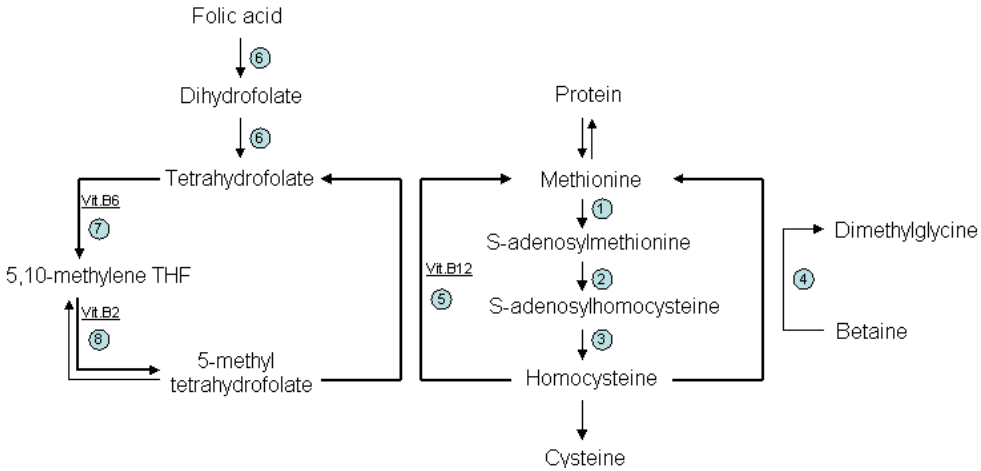 Folic acid
6
Dihydrofolate
6
Tetrahydrofolate
Vit.B6
7
5,10-methylene THF
Vit.B2
8
5-methyl
tetrahydrofolate
Protein
Methionine
1
S-adenosylmethionine
2
Vit.B12
5
S-adenosylhomocysteine
3
Homocysteine
Cysteine
Dimethylglycine
4
Betaine